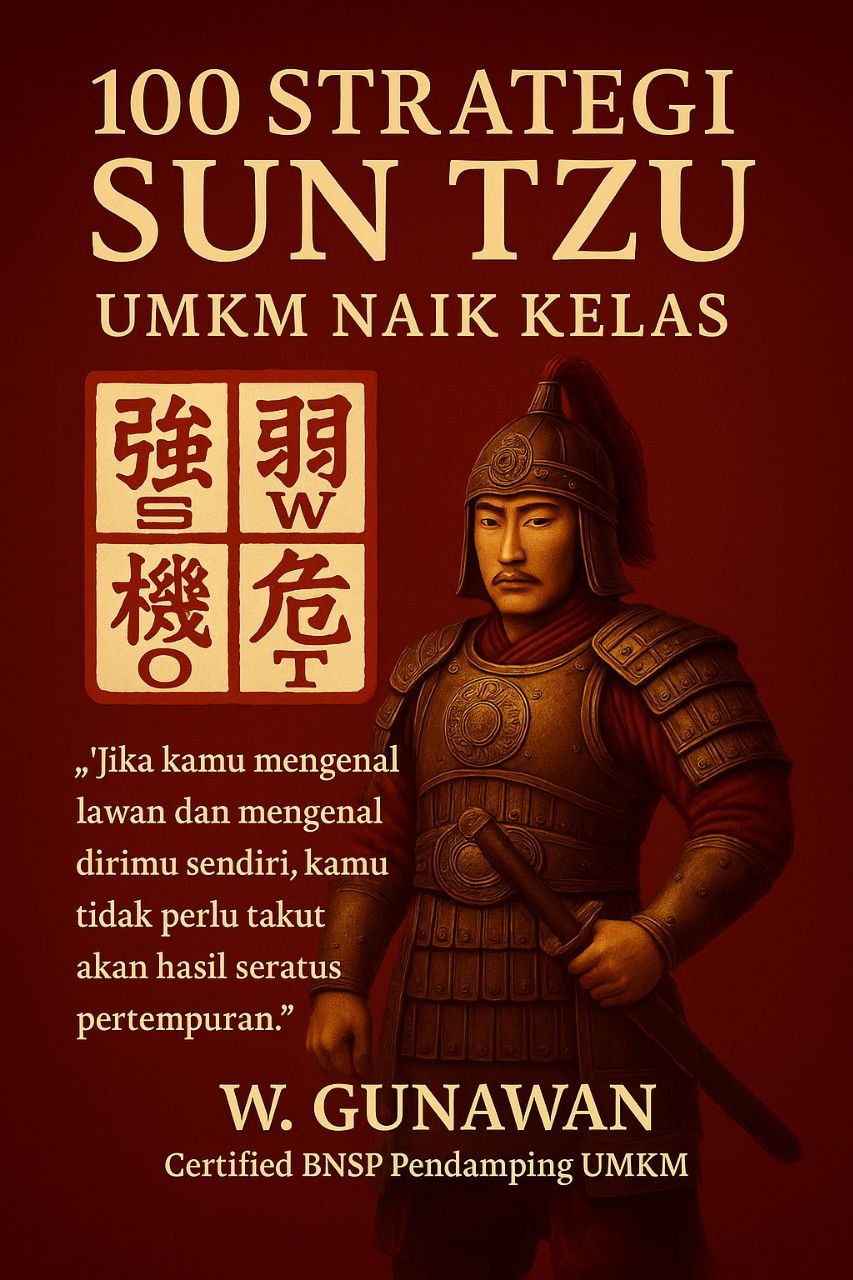 100 STRATEGI
SUN TZU
UMKM NAIK KELAS
強 弱
S W
機 危
O T
„'Jika kamu mengenal
lawan dan mengenal
dirimu sendiri, kamu
tidak perlu takut
akan hasil seratus
pertempuran.”
W. GUNAWAN
Certified BNSP Pendamping UMKM